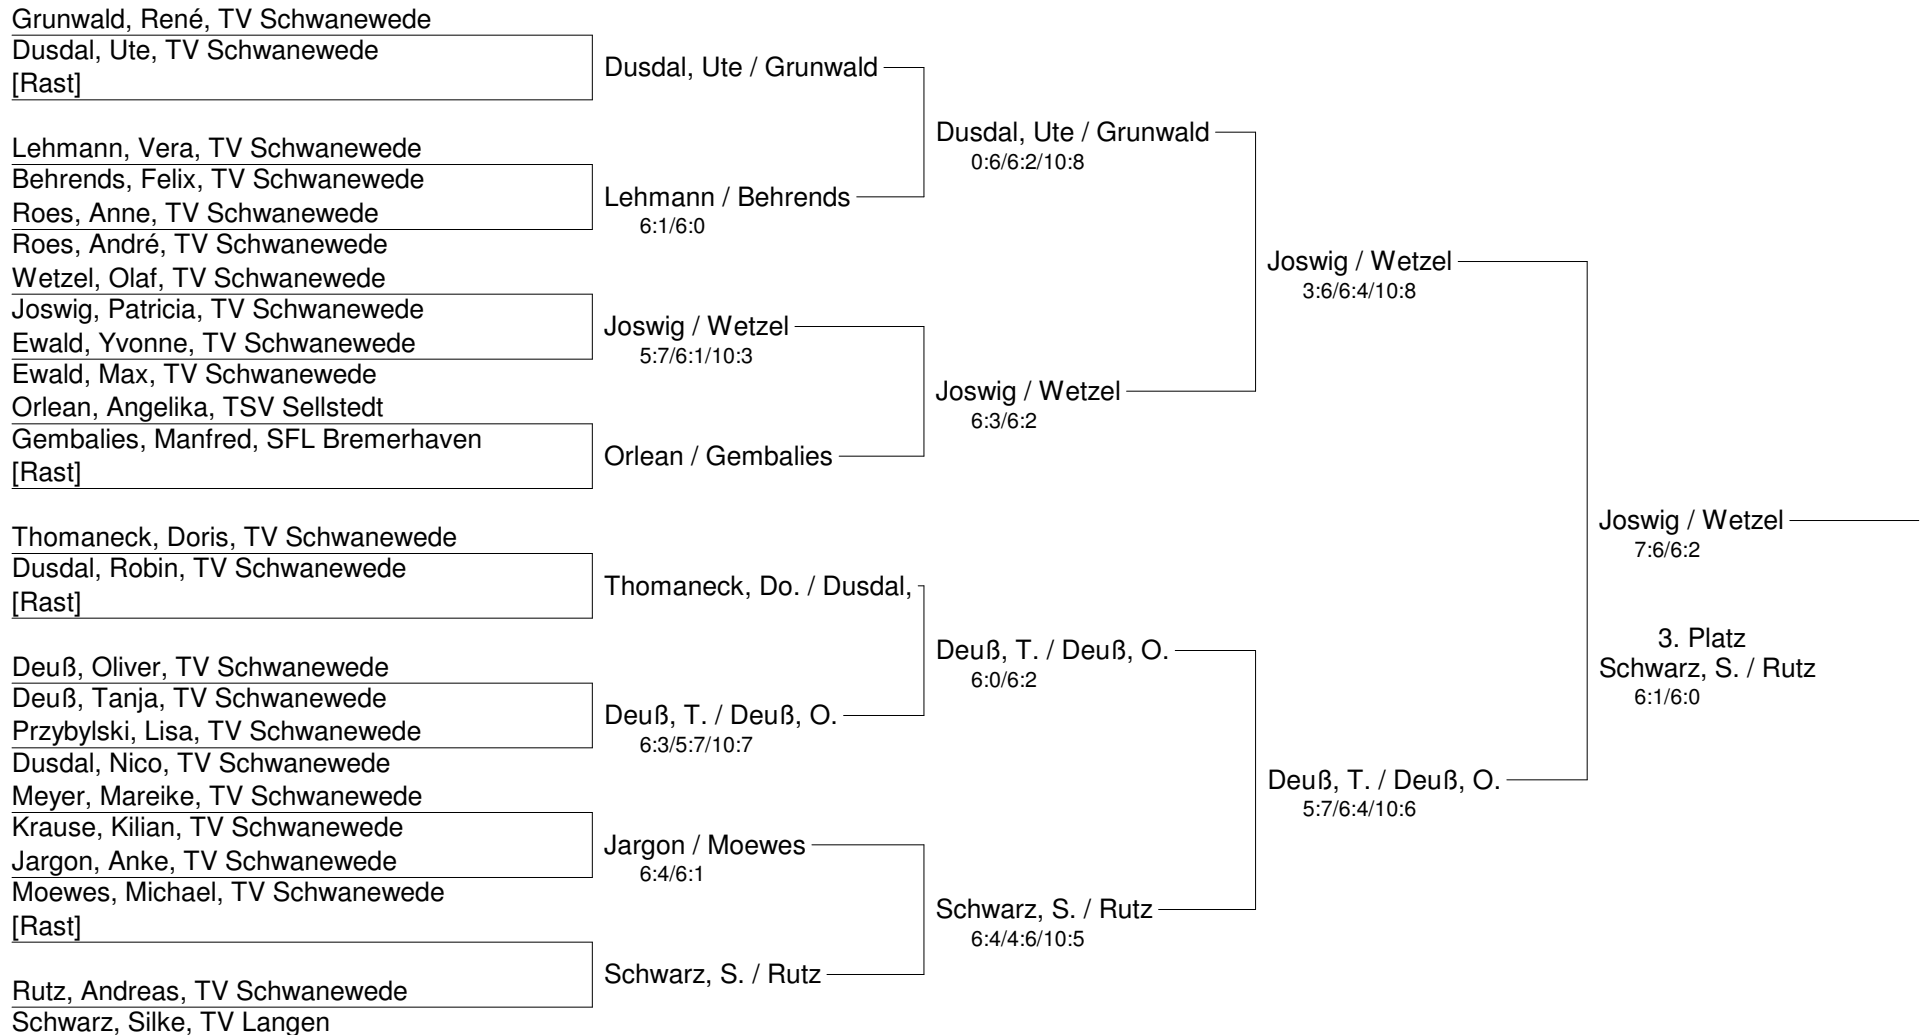 Grunwald, René, TV Schwanewede
Dusdal, Ute, TV Schwanewede
[Rast]
Lehmann, Vera, TV Schwanewede
Behrends, Felix, TV Schwanewede
Roes, Anne, TV Schwanewede
Roes, André, TV Schwanewede
Wetzel, Olaf, TV Schwanewede
Joswig, Patricia, TV Schwanewede
Ewald, Yvonne, TV Schwanewede
Ewald, Max, TV Schwanewede
Orlean, Angelika, TSV Sellstedt
Gembalies, Manfred, SFL Bremerhaven
[Rast]
Thomaneck, Doris, TV Schwanewede
Dusdal, Robin, TV Schwanewede
[Rast]
Deuß, Oliver, TV Schwanewede
Deuß, Tanja, TV Schwanewede
Przybylski, Lisa, TV Schwanewede
Dusdal, Nico, TV Schwanewede
Meyer, Mareike, TV Schwanewede
Krause, Kilian, TV Schwanewede
Jargon, Anke, TV Schwanewede
Moewes, Michael, TV Schwanewede
[Rast]
Rutz, Andreas, TV Schwanewede
Schwarz, Silke, TV Langen
Dusdal, Ute / Grunwald
Lehmann / Behrends
6:1/6:0
Joswig / Wetzel
5:7/6:1/10:3
Orlean / Gembalies
Thomaneck, Do. / Dusdal,
Deuß, T. / Deuß, O.
6:3/5:7/10:7
Jargon / Moewes
6:4/6:1
Schwarz, S. / Rutz
Dusdal, Ute / Grunwald
0:6/6:2/10:8
Joswig / Wetzel
6:3/6:2
Deuß, T. / Deuß, O.
6:0/6:2
Schwarz, S. / Rutz
6:4/4:6/10:5
Joswig / Wetzel
3:6/6:4/10:8
Deuß, T. / Deuß, O.
5:7/6:4/10:6
Joswig / Wetzel
7:6/6:2
3. Platz
Schwarz, S. / Rutz
6:1/6:0